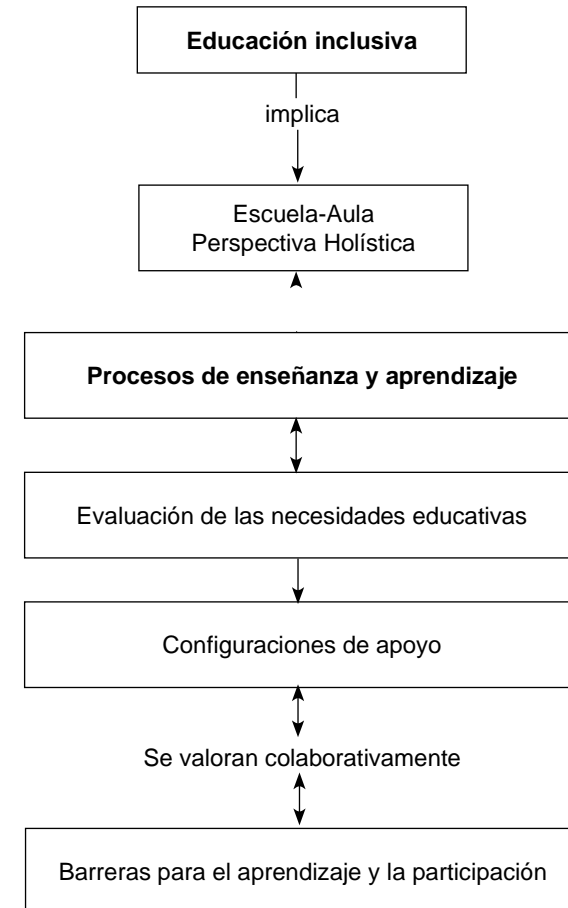 Educación inclusiva
implica
Escuela-Aula
Perspectiva Holística
Procesos de enseñanza y aprendizaje
Evaluación de las necesidades educativas
Configuraciones de apoyo
Se valoran colaborativamente
Barreras para el aprendizaje y la participación